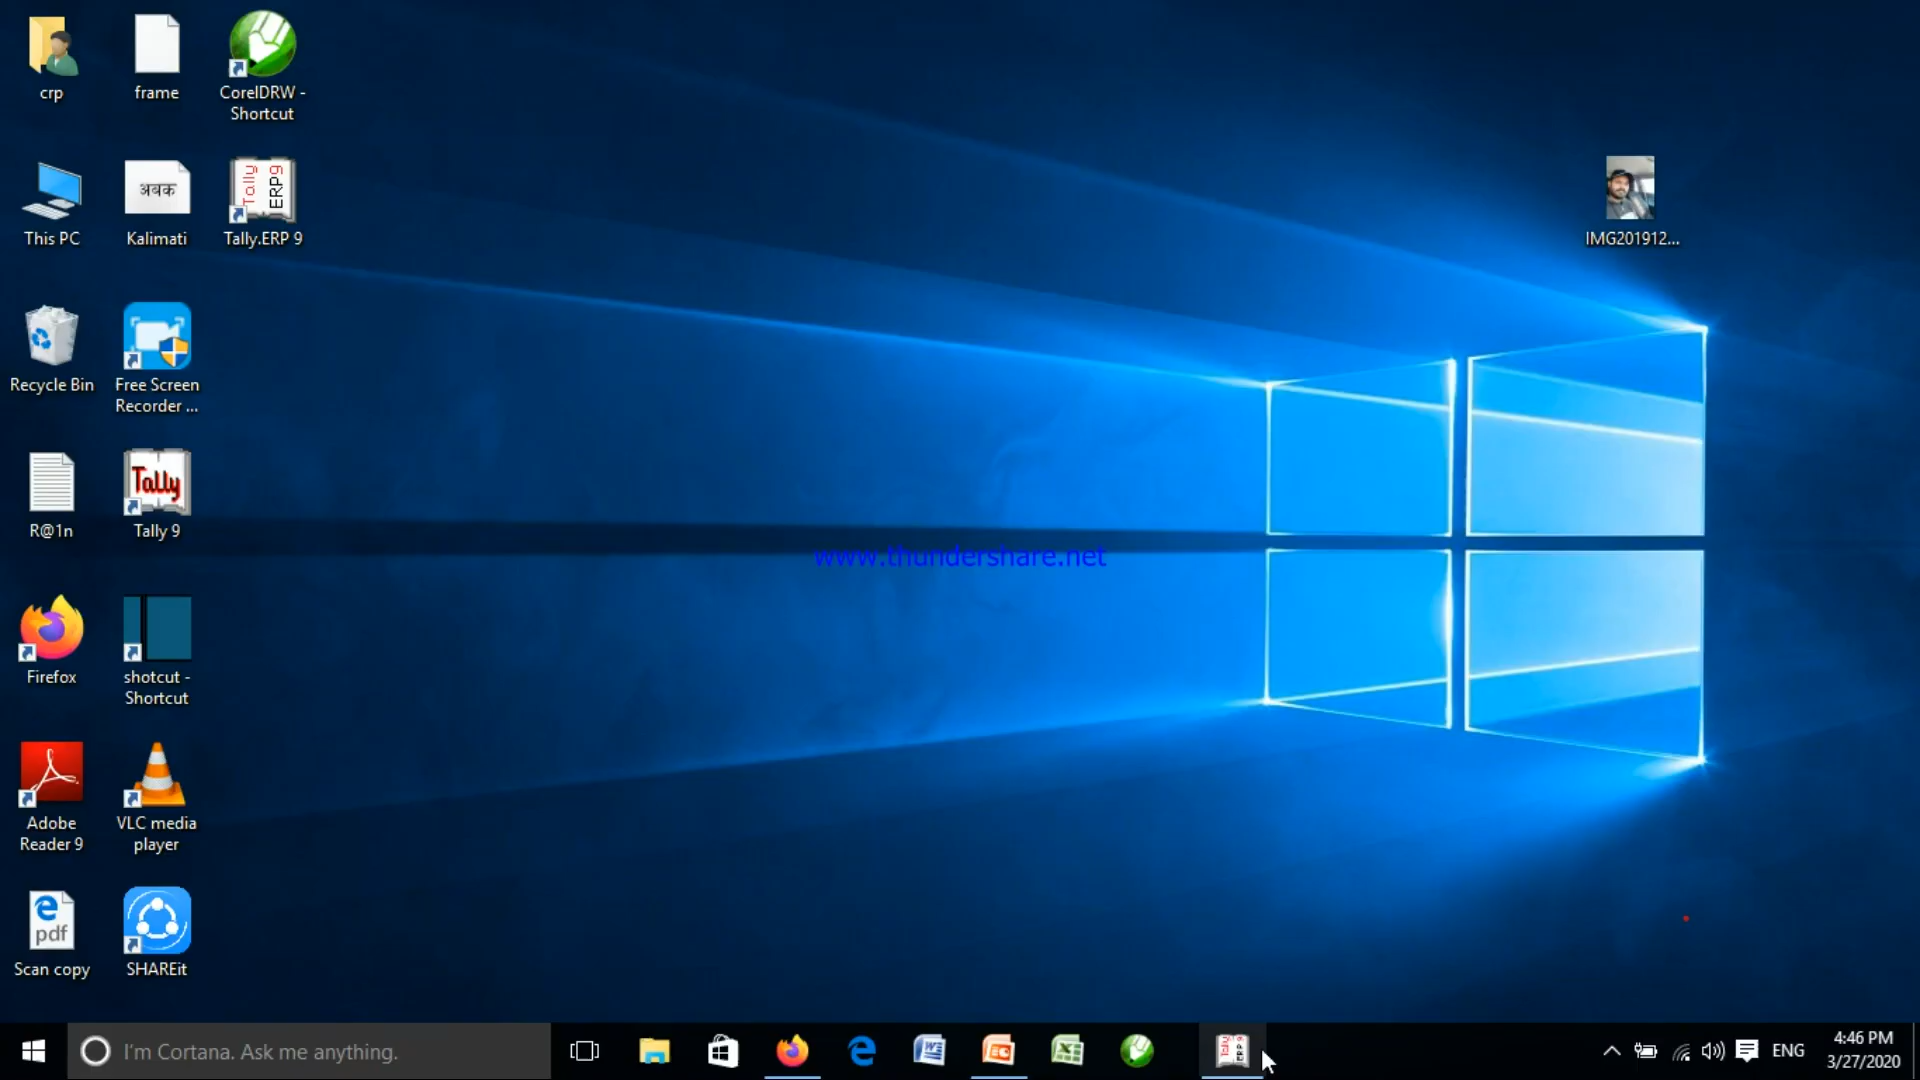 crp
frame
CorelDRW -
Shortcut
This PC
अबक
Kalimati
Tally
ERP9
Tally.ERP 9
IMG201912...
Recycle Bin
Free Screen
Recorder ...
R@1n
Tally
Tally 9
www.thundershare.net
Firefox
shotcut -
Shortcut
Adobe
Reader 9
VLC media
player
pdf
Scan copy
SHAREit
I'm Cortana. Ask me anything.
Tally
ERP 9
ENG
4:46 PM
3/27/2020